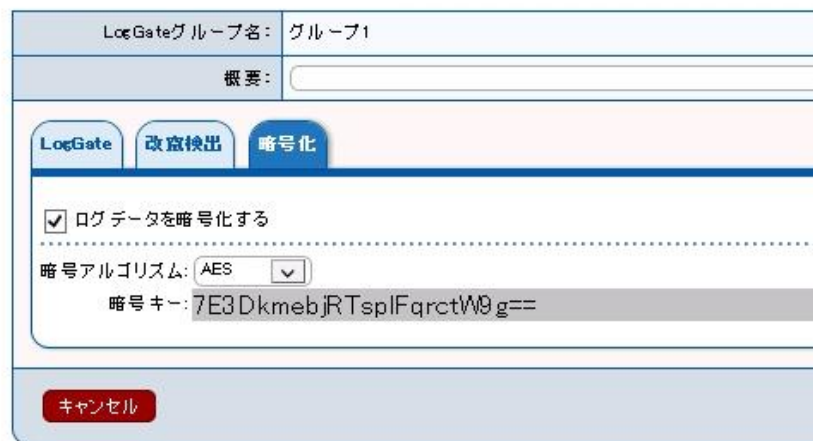 LogGateグループ名: グループ1
概要:
LogGate 改竄検出 暗号化
ログデータを暗号化する
暗号アルゴリズム: AES
暗号キー: 7E3DkmebjRTsplFqrctW9g==
キャンセル